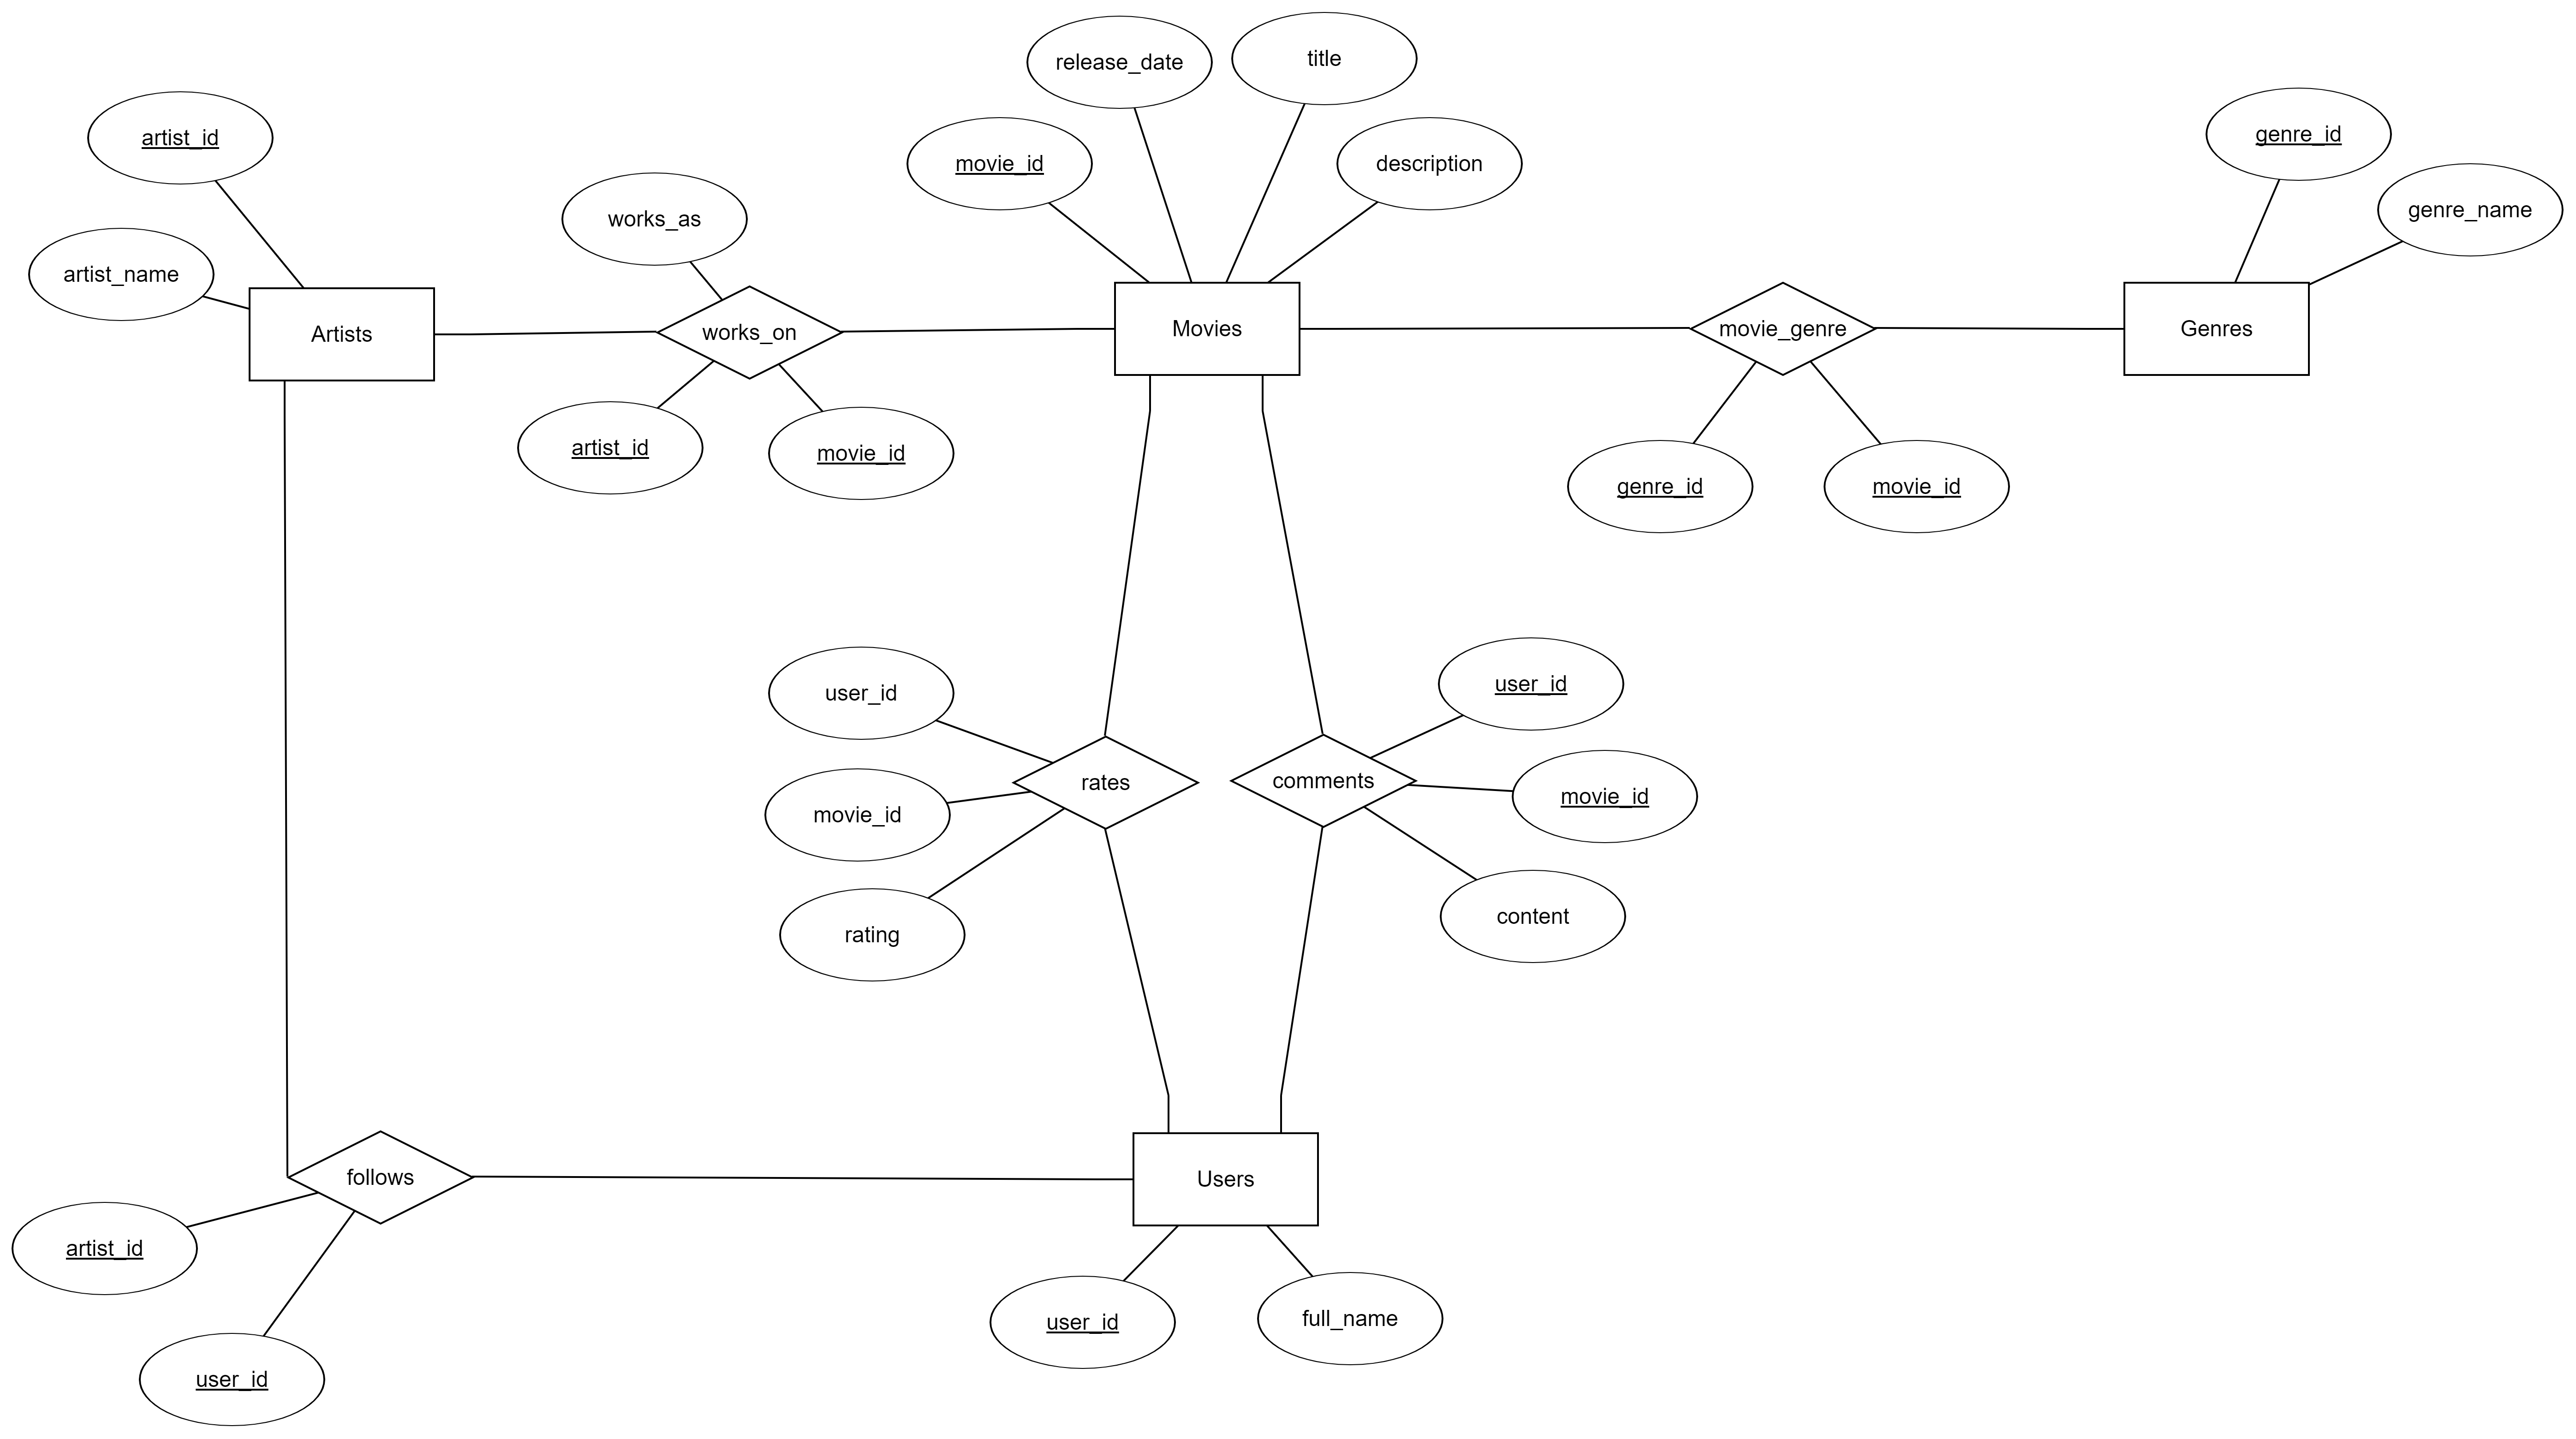 release_date
title
artist_id
movie_id
description
genre_id
artist_name
works_as
genre_name
Artists
works_on
Movies
movie_genre
Genres
artist_id
movie_id
genre_id
movie_id
user_id
user_id
movie_id
rates
comments
movie_id
rating
content
follows
Users
artist_id
user_id
full_name
user_id